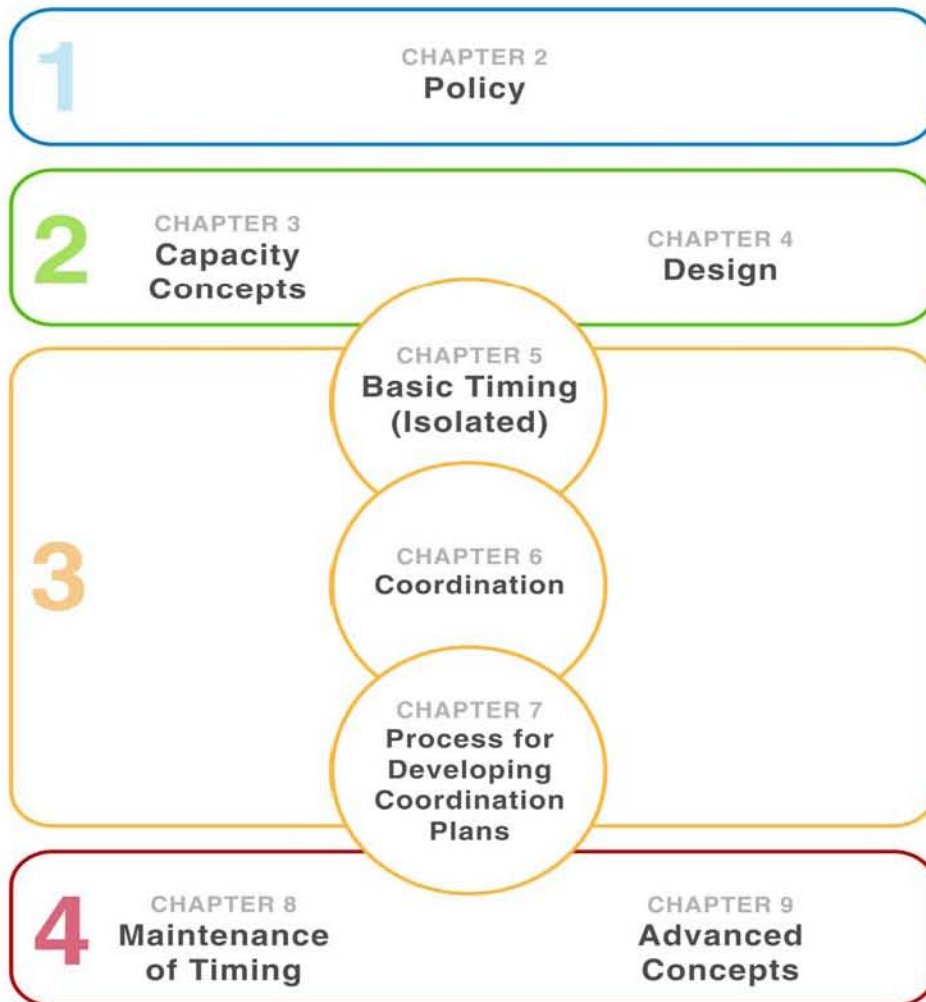 1
CHAPTER 2
Policy
2
CHAPTER 3
Capacity
Concepts
CHAPTER 4
Design
3
CHAPTER 5
Basic Timing
(Isolated)
CHAPTER 6
Coordination
CHAPTER 7
Process for
Developing
Coordination
Plans
4
CHAPTER 8
Maintenance
of Timing
CHAPTER 9
Advanced
Concepts